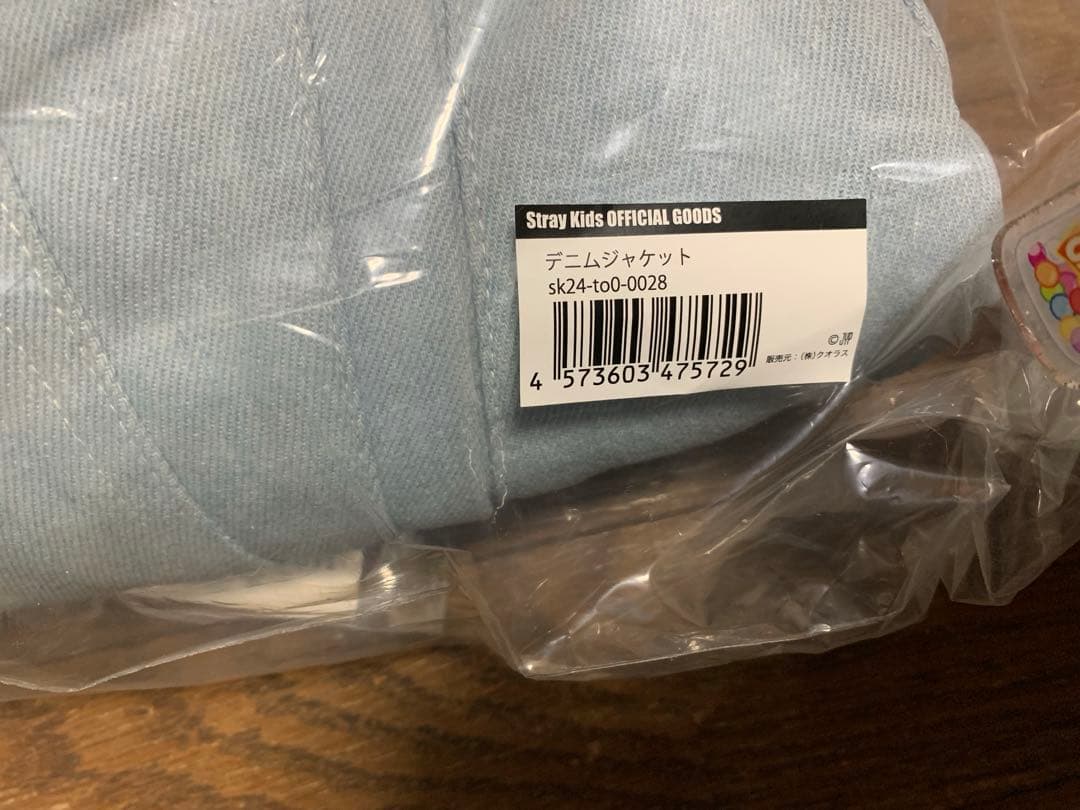 Stray Kids OFFICIAL GOODS
デニムジャケット
sk24-to0-0028
4 573603 475729
© JYP
販売元：(株)クオラス